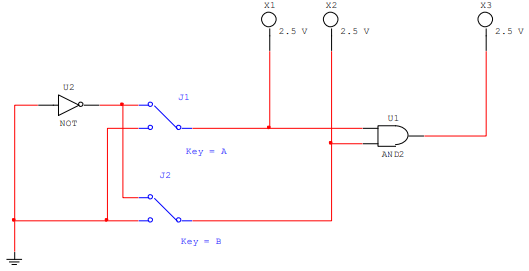 X1
X2
X3
2.5 V
2.5 V
2.5 V
U2
NOT
J1
Key = A
U1
AND2
J2
Key = B